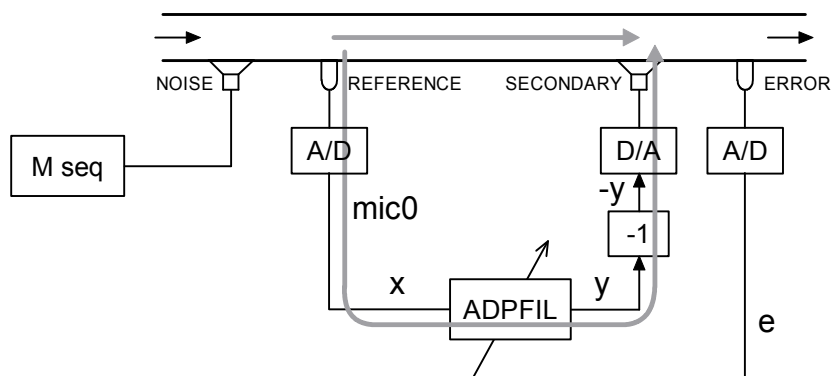 NOISE
REFERENCE
SECONDARY
ERROR
M seq
A/D
D/A
A/D
mic0
-y
-1
x
ADPFIL
y
e